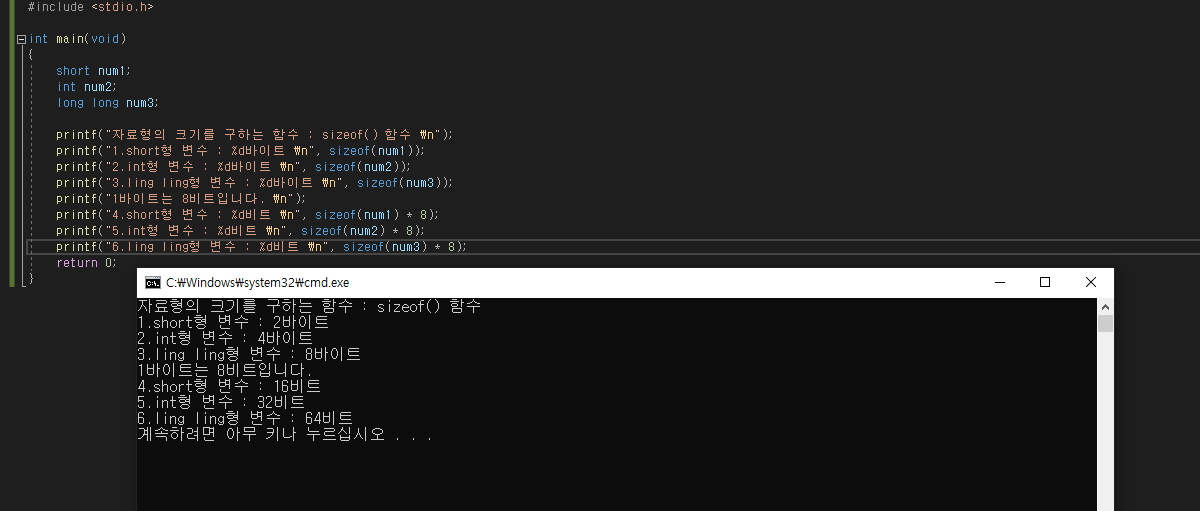 #include <stdio.h>
int main(void)
{
short num1;
int num2;
long long num3;
printf("자료형의 크기를 구하는 함수 : sizeof() 함수 ₩n");
printf("1.short형 변수 : %d바이트 ₩n", sizeof(num1));
printf("2.int형 변수 : %d바이트 ₩n", sizeof(num2));
printf("3.ling ling형 변수 : %d바이트 ₩n", sizeof(num3));
printf("1바이트는 8비트입니다. ₩n");
printf("4.short형 변수 : %d비트 ₩n", sizeof(num1) * 8);
printf("5.int형 변수 : %d비트 ₩n", sizeof(num2) * 8);
printf("6.ling ling형 변수 : %d비트 ₩n", sizeof(num3) * 8);
return 0;
}
C:₩Windows₩system32₩cmd.exe
자료형의 크기를 구하는 함수 : sizeof() 함수
1.short형 변수 : 2바이트
2.int형 변수 : 4바이트
3.ling ling형 변수 : 8바이트
1바이트는 8비트입니다.
4.short형 변수 : 16비트
5.int형 변수 : 32비트
6.ling ling형 변수 : 64비트
계속하려면 아무 키나 누르십시오 . . .